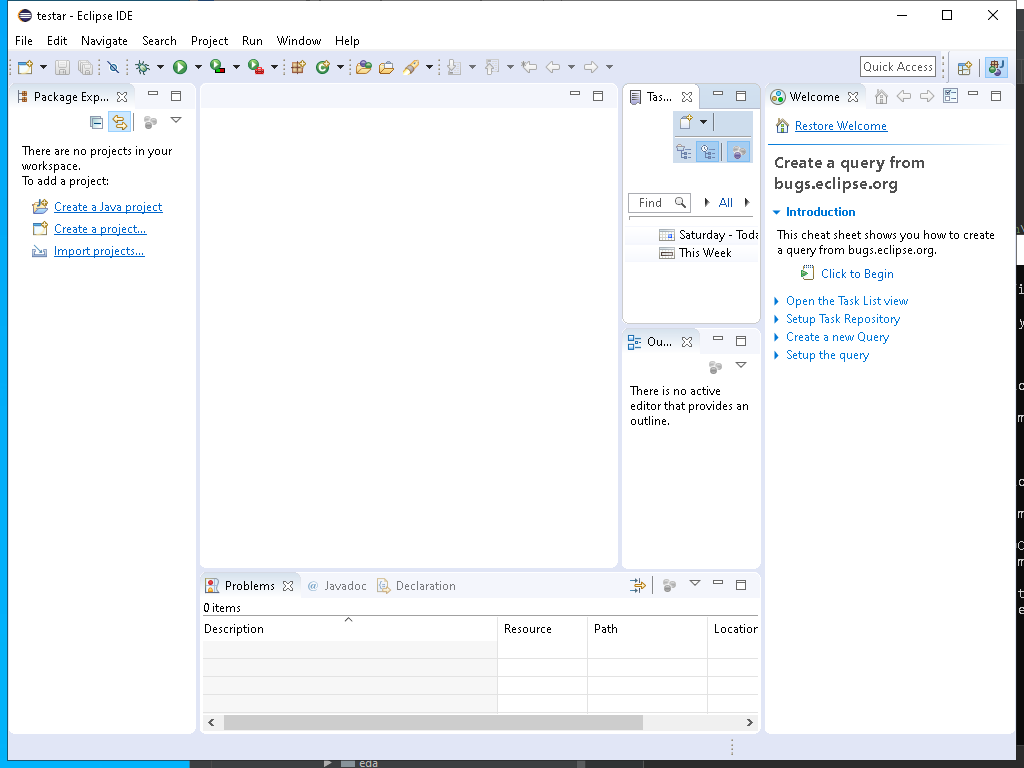 testar - Eclipse IDE
File Edit Navigate Search Project Run Window Help
Quick Access
Package Exp...
There are no projects in your
workspace.
To add a project:
Create a Java project
Create a project...
Import projects...
Tas...
Find
All
Saturday - Toda
This Week
Ou...
There is no active
editor that provides an
outline.
Welcome
Restore Welcome
Create a query from
bugs.eclipse.org
Introduction
This cheat sheet shows you how to create
a query from bugs.eclipse.org.
Click to Begin
Open the Task List view
Setup Task Repository
Create a new Query
Setup the query
Problems @ Javadoc Declaration
0 items
Description Resource Path Location
eda